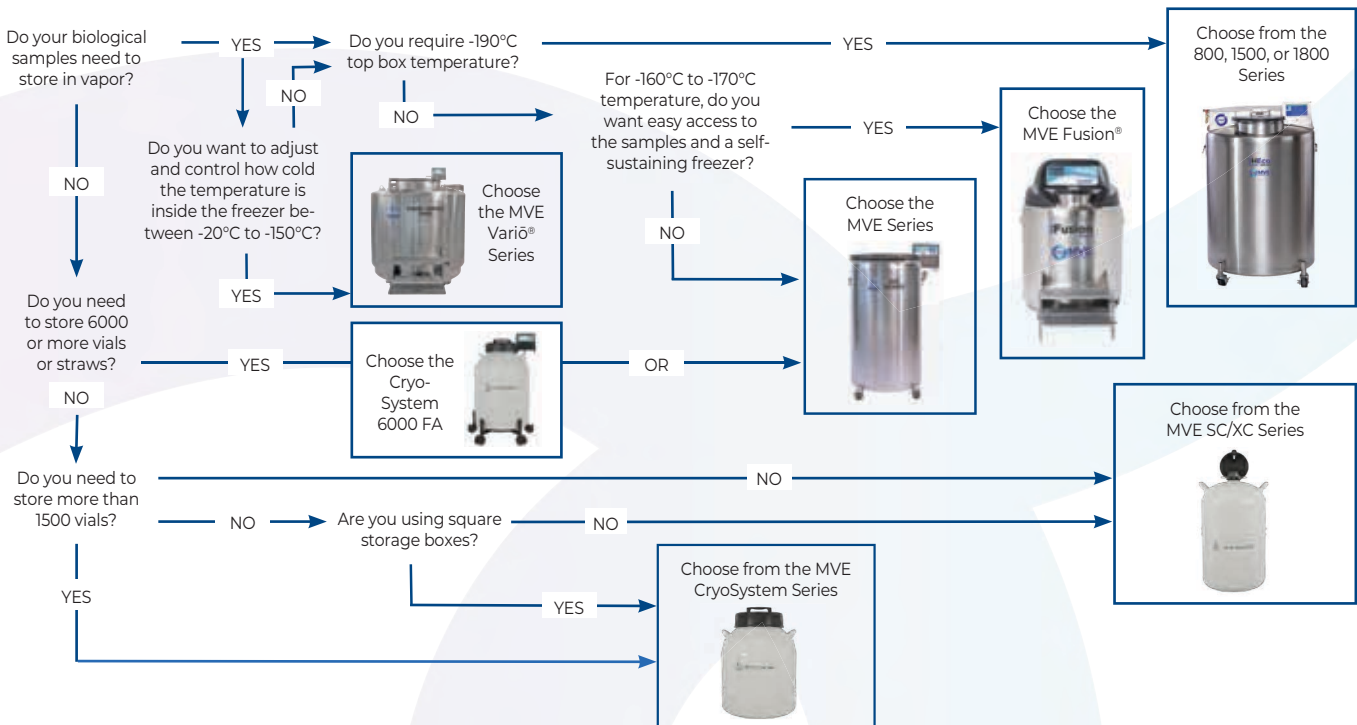 Do your biological
samples need to
store in vapor?
YES
Do you require -190°C
top box temperature?
YES
Choose from the
800, 1500, or 1800
Series
NO
NO
For -160°C to -170°C
temperature, do you
want easy access to
the samples and a self-
sustaining freezer?
YES
Choose the
MVE Fusion®
Fusion
MVE
NO
Do you want to adjust
and control how cold
the temperature is
inside the freezer be-
tween -20°C to -150°C?
Choose
the MVE
Variō®
Series
NO
Choose the
MVE Series
YES
Do you need
to store 6000
or more vials
or straws?
YES
Choose the
Cryo-
System
6000 FA
OR
NO
Choose from the
MVE SC/XC Series
Do you need to
store more than
1500 vials?
NO
NO
Are you using square
storage boxes?
NO
YES
YES
Choose from the MVE
CryoSystem Series